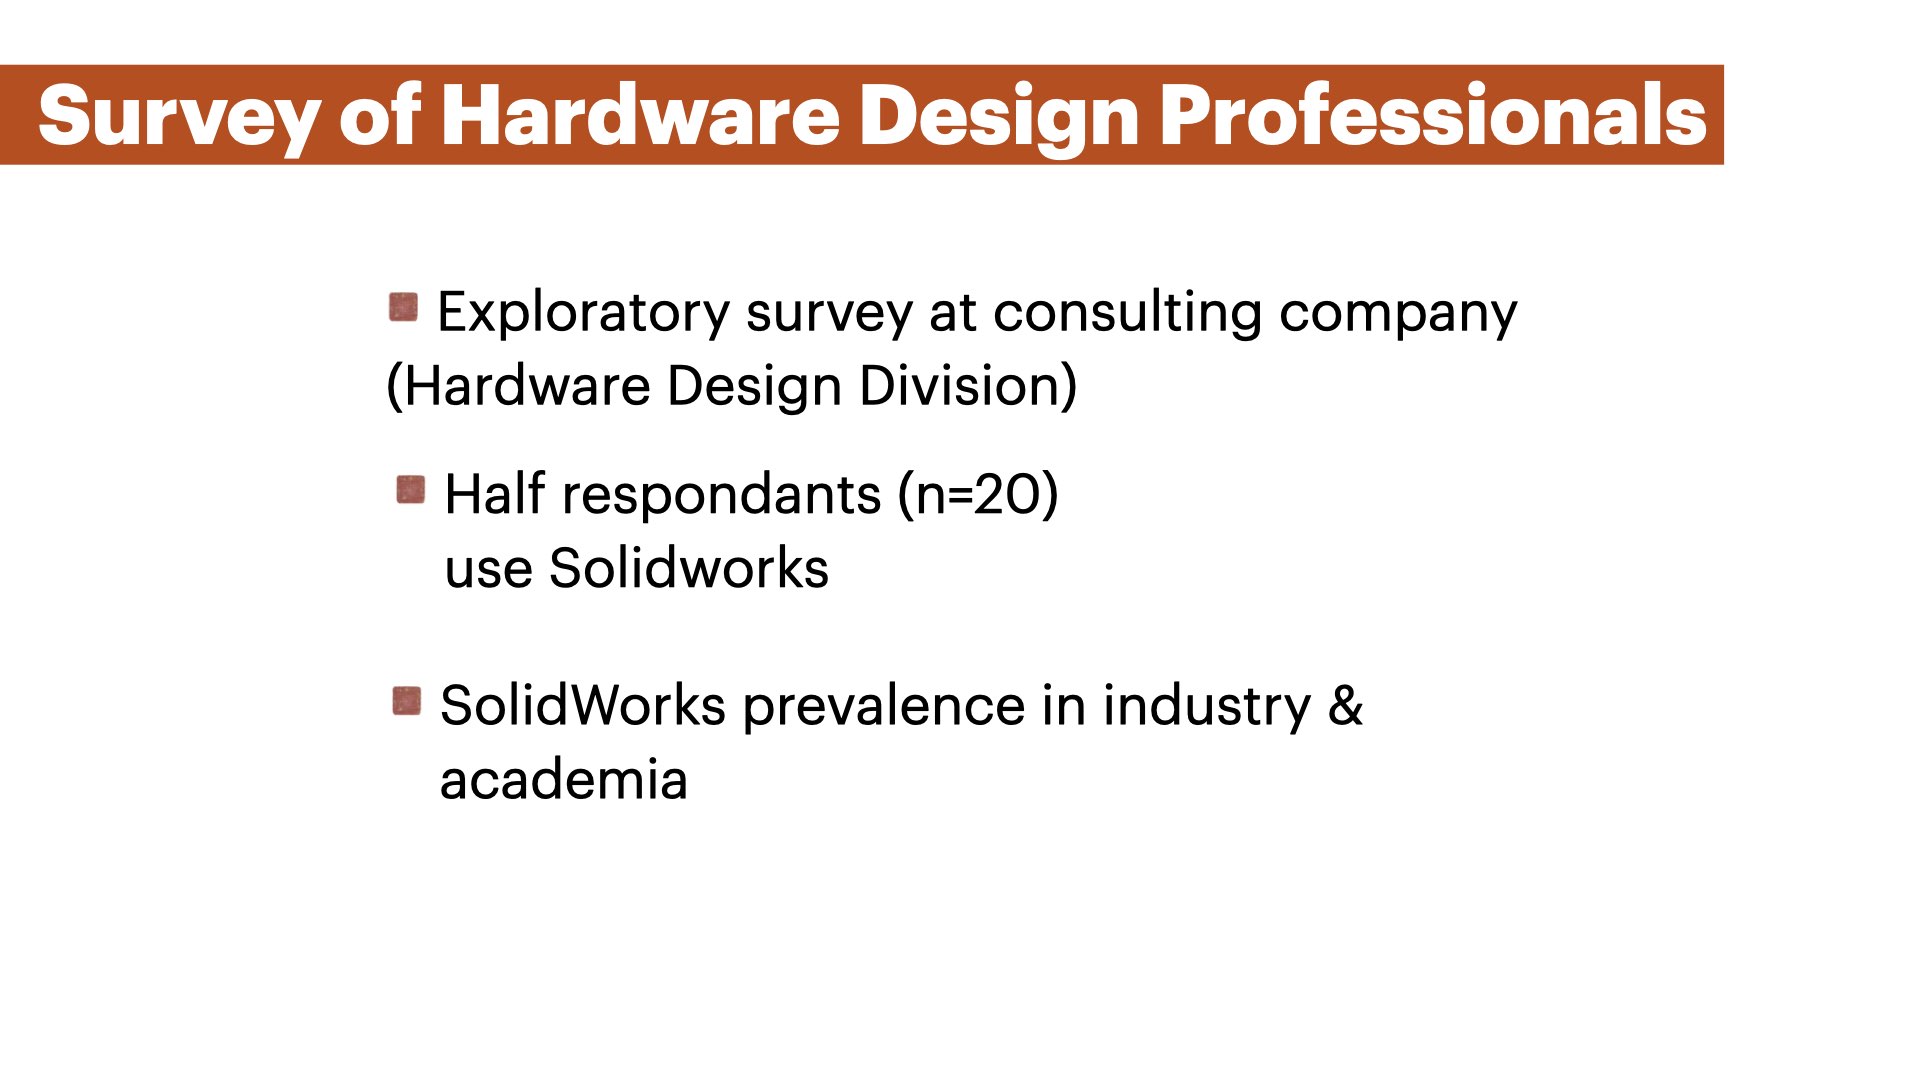 Survey of Hardware Design Professionals
Exploratory survey at consulting company
(Hardware Design Division)
Half respondants (n=20)
use Solidworks
SolidWorks prevalence in industry &
academia